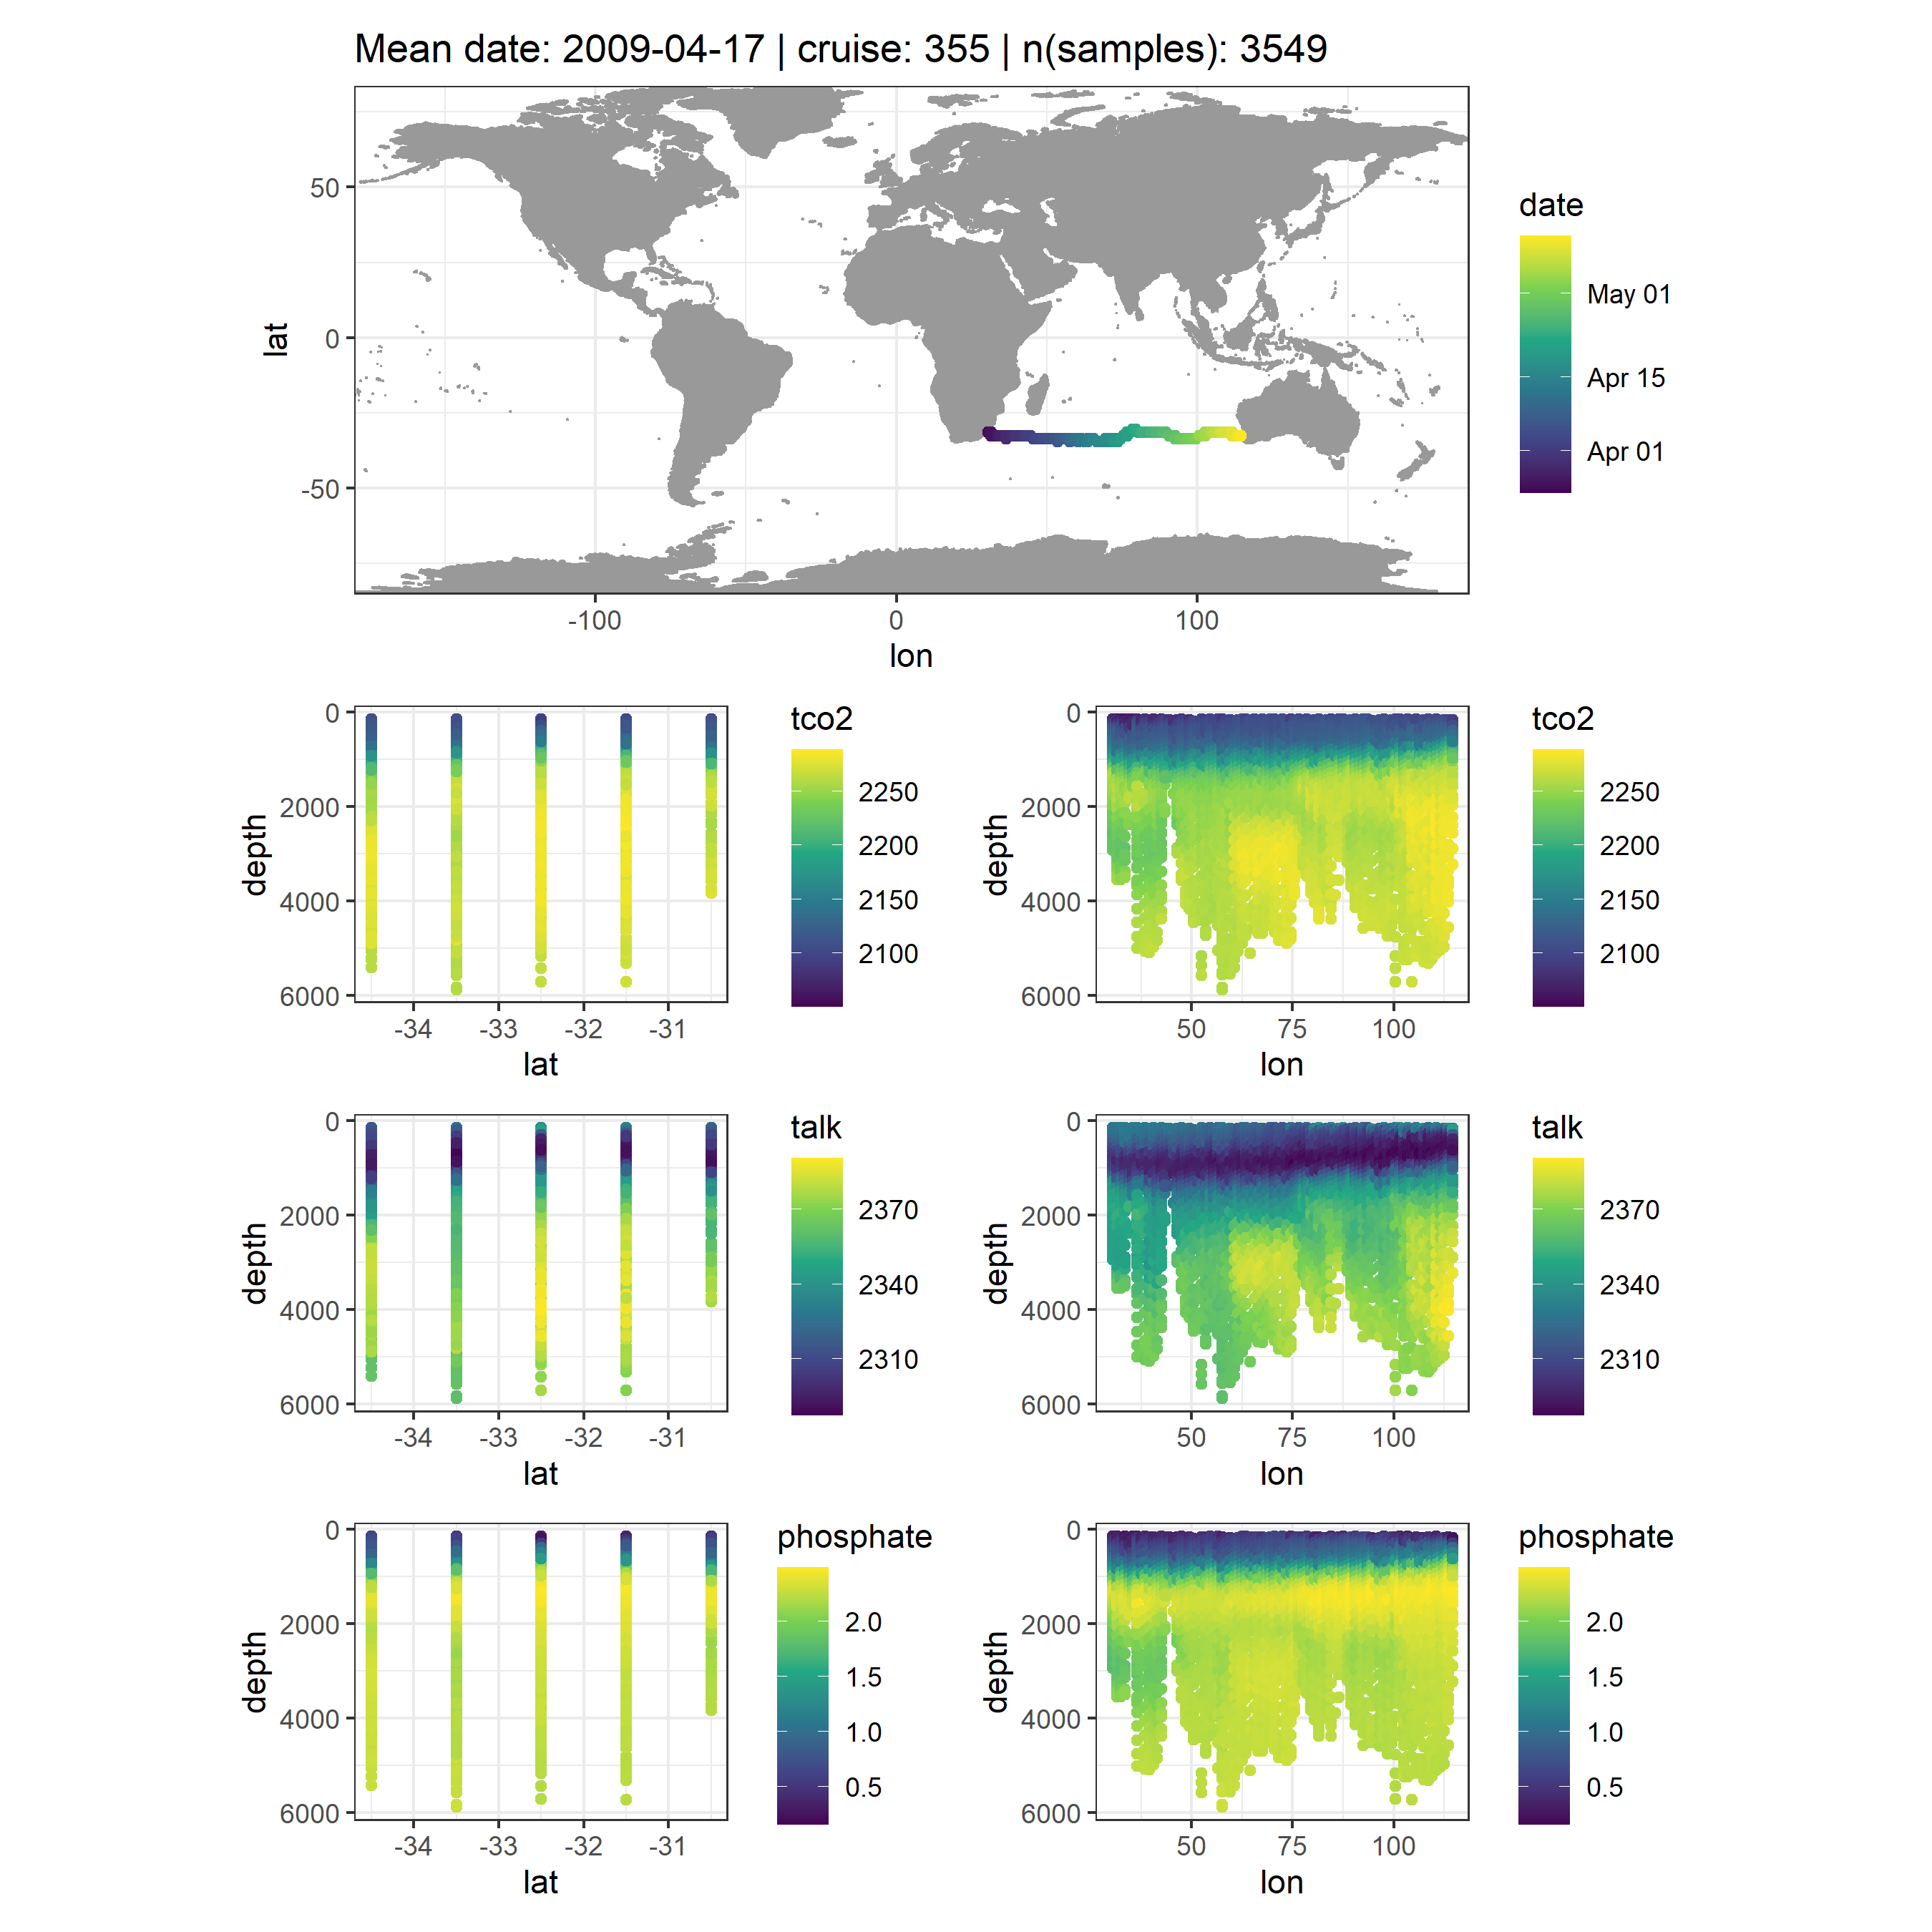 Mean date: 2009-04-17 | cruise: 355 | n(samples): 3549
lat
50
0
-50
-100
0
100
lon
date
May 01
Apr 15
Apr 01
depth
0
2000
4000
6000
-34
-33
-32
-31
lat
tco2
2250
2200
2150
2100
depth
0
2000
4000
6000
50
75
100
lon
tco2
2250
2200
2150
2100
depth
0
2000
4000
6000
-34
-33
-32
-31
lat
talk
2370
2340
2310
depth
0
2000
4000
6000
50
75
100
lon
talk
2370
2340
2310
depth
0
2000
4000
6000
-34
-33
-32
-31
lat
phosphate
2.0
1.5
1.0
0.5
depth
0
2000
4000
6000
50
75
100
lon
phosphate
2.0
1.5
1.0
0.5